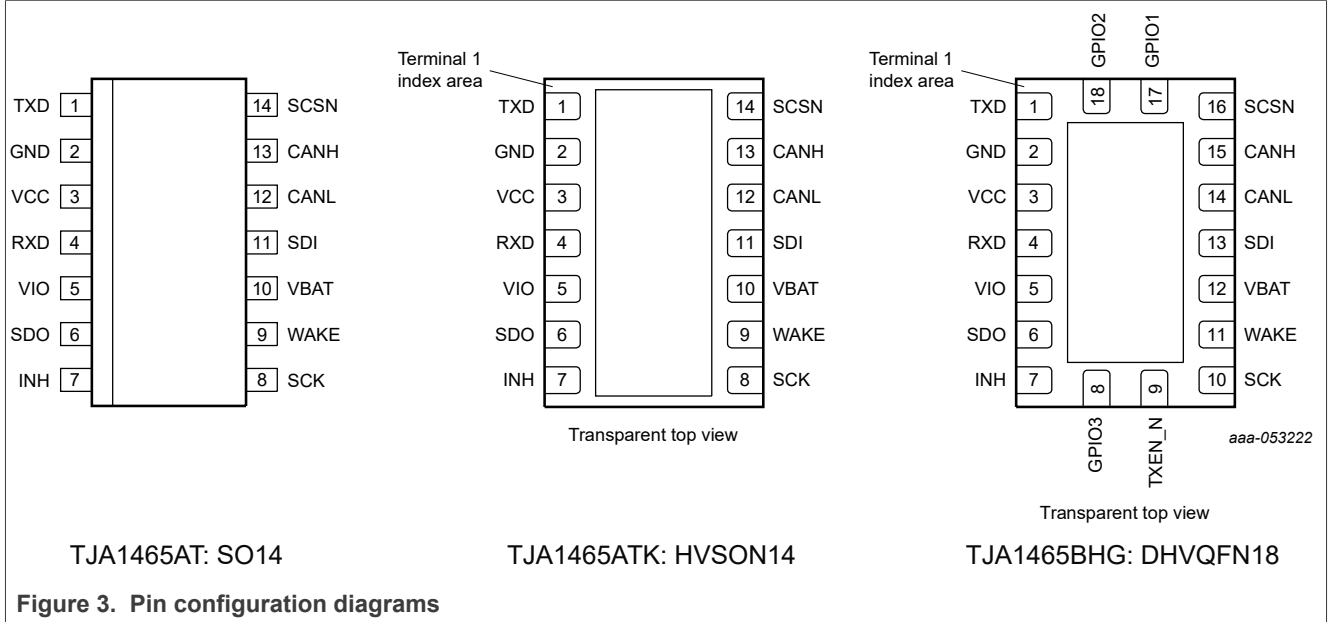 TXD 1
GND 2
VCC 3
RXD 4
VIO 5
SDO 6
INH 7
14 SCSN
13 CANH
12 CANL
11 SDI
10 VBAT
9 WAKE
8 SCK
TJA1465AT: SO14
Terminal 1
index area
TXD 1
GND 2
VCC 3
RXD 4
VIO 5
SDO 6
INH 7
14 SCSN
13 CANH
12 CANL
11 SDI
10 VBAT
9 WAKE
8 SCK
Transparent top view
TJA1465ATK: HVSON14
Terminal 1
index area
GPIO2
18
GPIO1
17
TXD 1
GND 2
VCC 3
RXD 4
VIO 5
SDO 6
INH 7
16 SCSN
15 CANH
14 CANL
13 SDI
12 VBAT
11 WAKE
10 SCK
8
GPIO3
9
TXEN_N
aaa-053222
Transparent top view
TJA1465BHG: DHVQFN18
Figure 3. Pin configuration diagrams